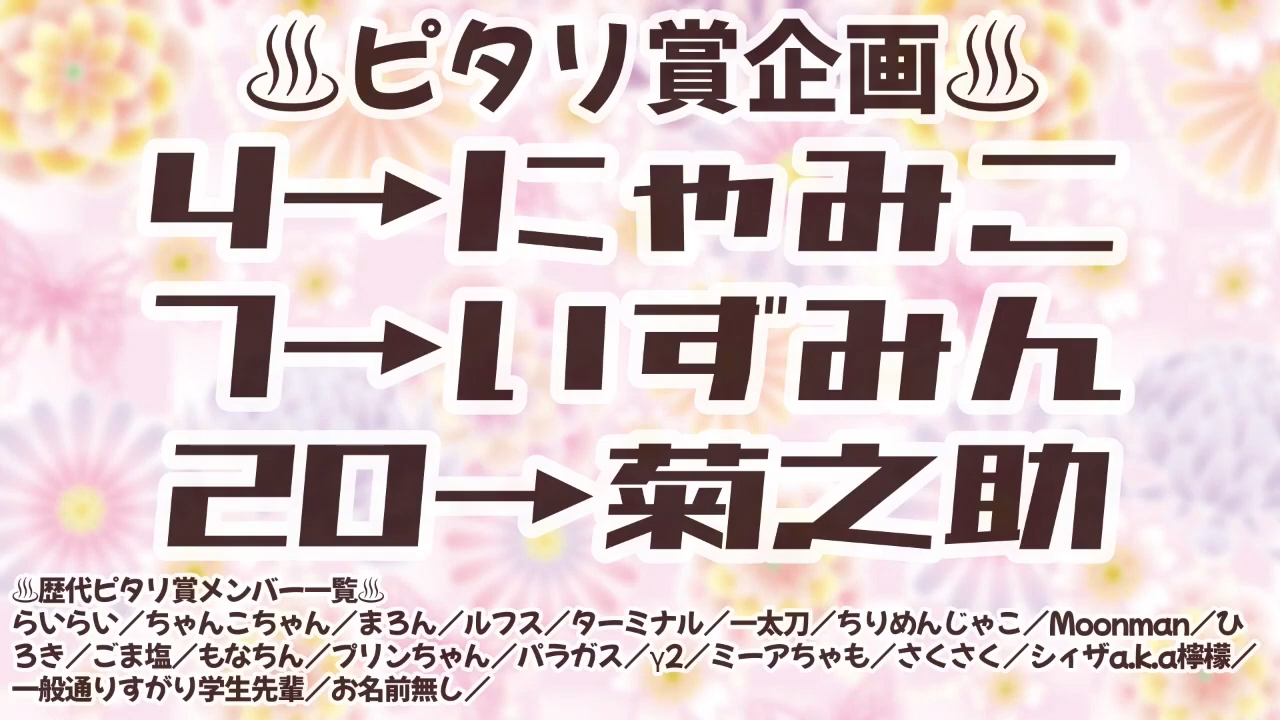 ♨ピタリ賞企画♨
4→にゃみこ
7→いずみん
20→菊之助
♨歴代ピタリ賞メンバー一覧♨
らいらい／ちゃんこちゃん／まろん／ルフス／ターミナル／一太刀／ちりめんじゃこ／Moonman／ひ
ろき／ごま塩／もなちん／プリンちゃん／パラガス／γ2／ミーアちゃも／さくさく／シィザa.k.a檸檬／
一般通りすがり学生先輩／お名前無し／